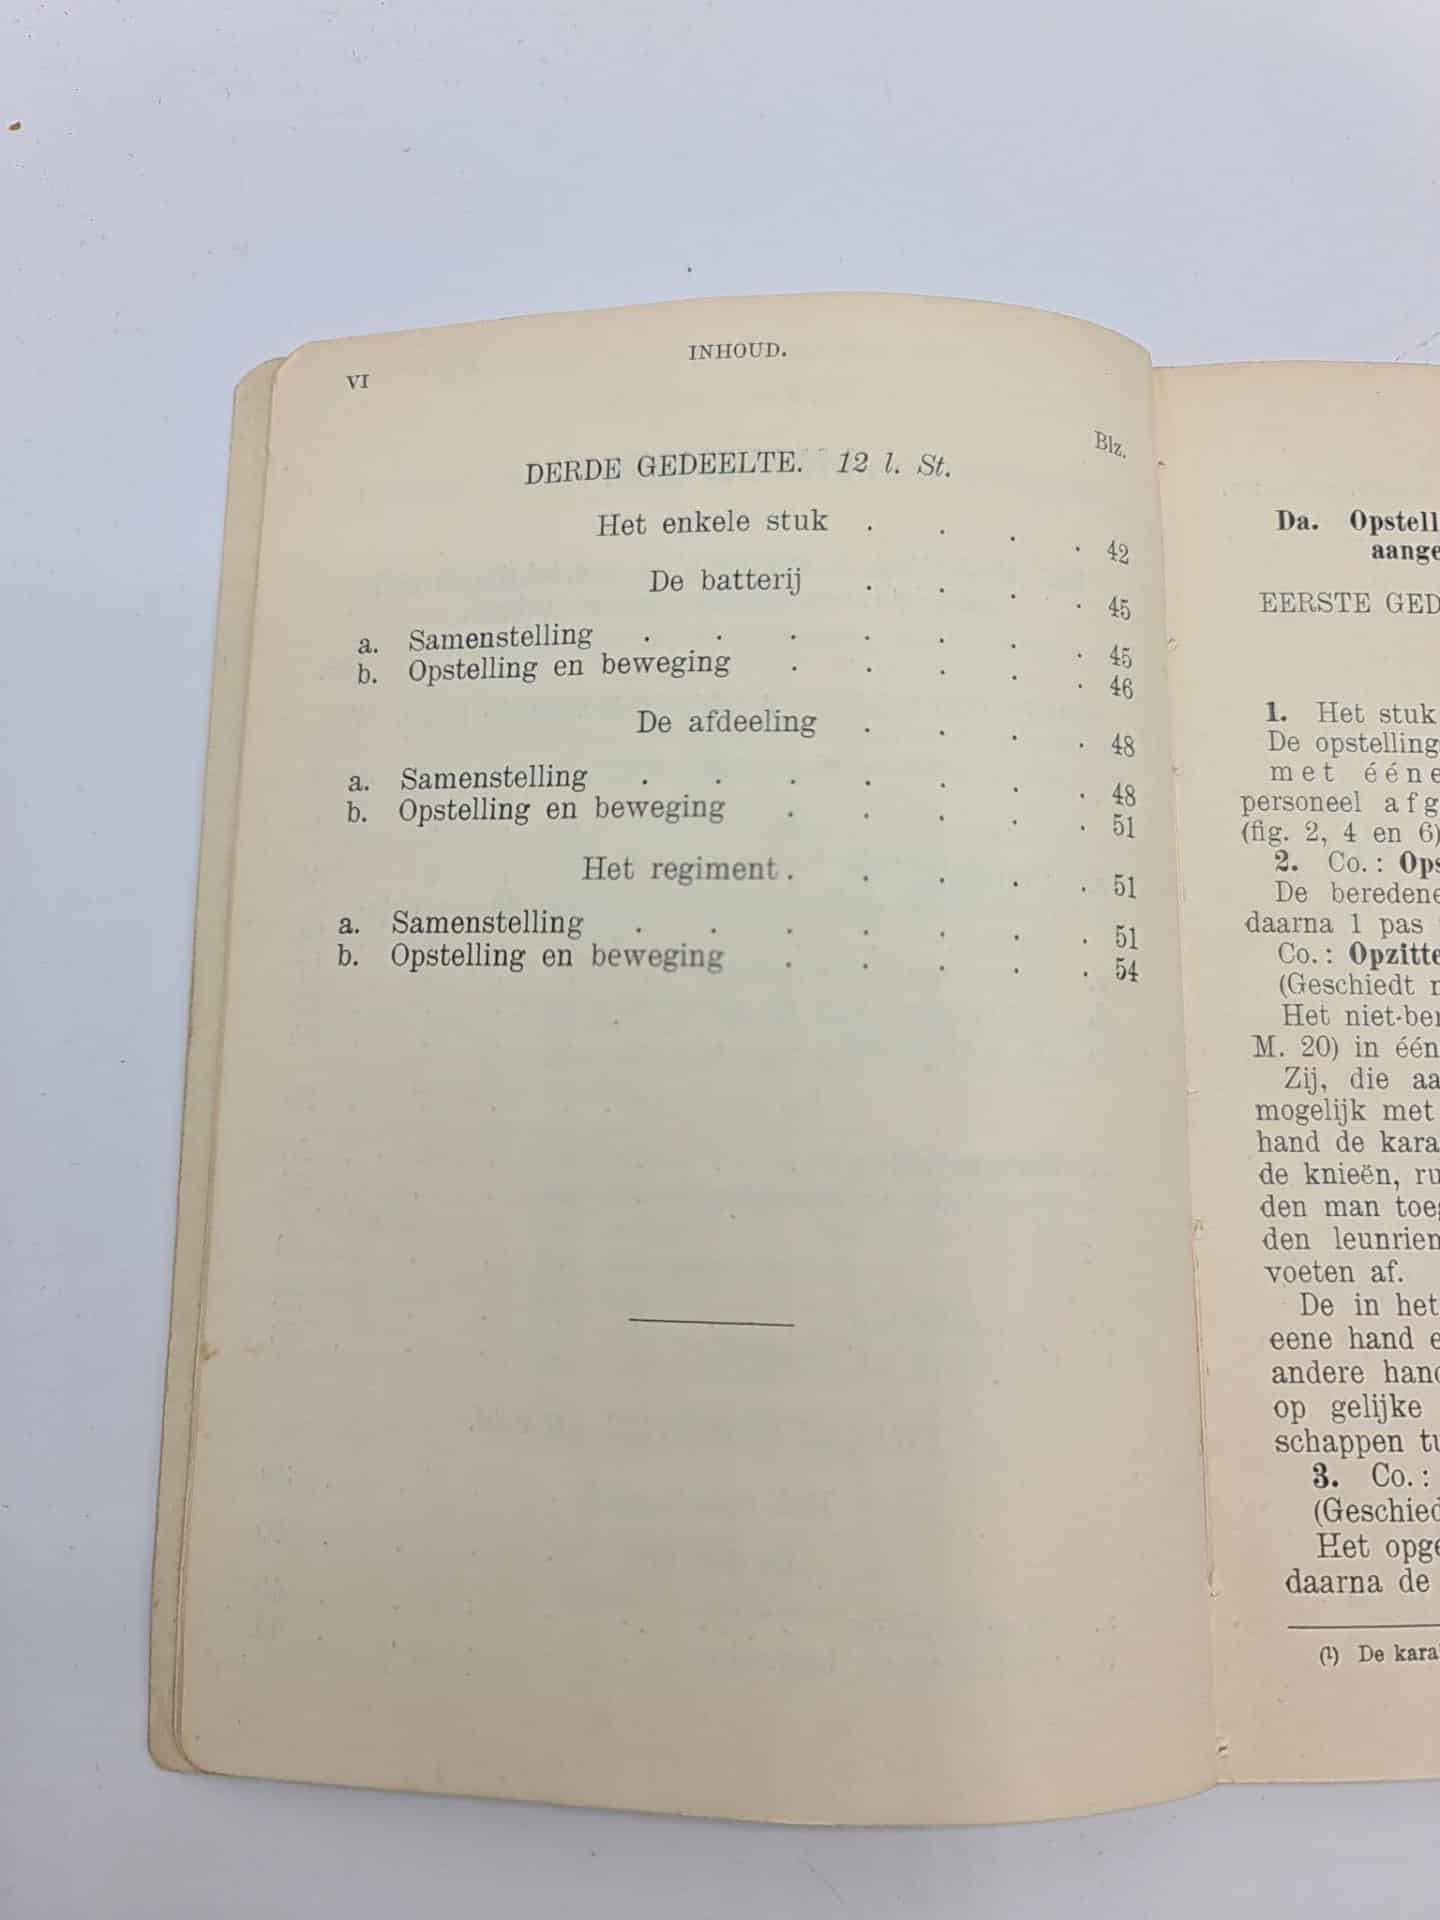 INHOUD.
VI
Blz.
DERDE GEDEELTE. 12 l. St.
Het enkele stuk . . . . 42
De batterij . . . . 45
a. Samenstelling . . . . . . . 45
b. Opstelling en beweging . . . . . 46
De afdeeling . . . . 48
a. Samenstelling . . . . . . . 48
b. Opstelling en beweging . . . . . 51
Het regiment . . . . . 51
a. Samenstelling . . . . . . . 51
b. Opstelling en beweging . . . . . 54
Da. Opstell
aange
EERSTE GED
1. Het stuk
De opstelling
met ééne
personeel afg
(fig. 2, 4 en 6)
2. Co.: Ops
De beredene
daarna 1 pas
Co.: Opzitte
(Geschiedt
Het niet-ber
M. 20) in één
Zij, die aa
mogelijk met
hand de kara
de knieën, ru
den man toeg
den leunrien
voeten af.
De in het
eene hand e
andere hand
op gelijke
schappen tu
3. Co.:
(Geschied
Het opge
daarna de
(1) De kara